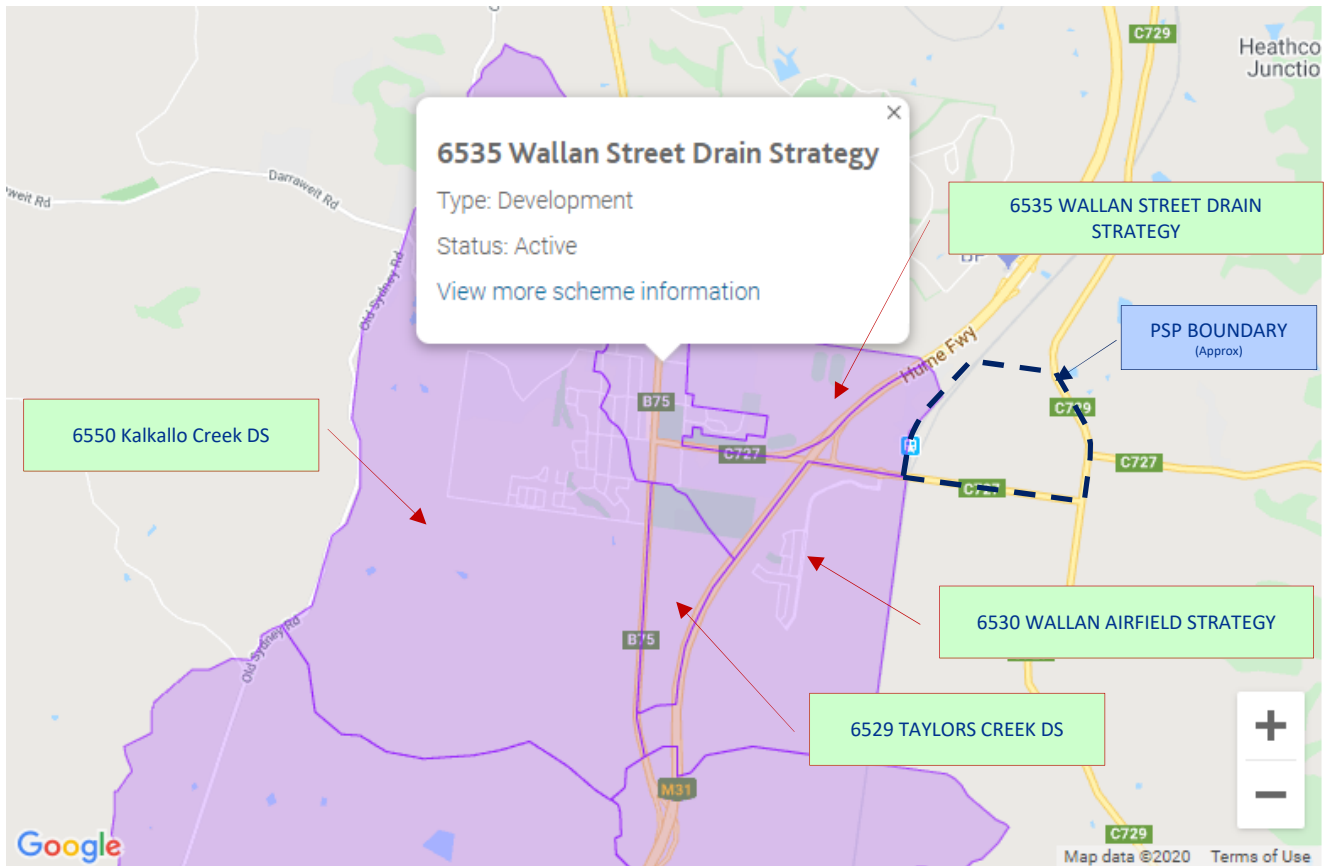 C729
Heathco
Junctio
6535 Wallan Street Drain Strategy
Type: Development
Status: Active
View more scheme information
Darraweit Rd
weit Rd
6535 WALLAN STREET DRAIN
STRATEGY
Old Sydney Rd
Hume Fwy
PSP BOUNDARY
(Approx)
B75
C729
6550 Kalkallo Creek DS
C727
C727
C727
6530 WALLAN AIRFIELD STRATEGY
B75
Old Sydney Rd
6529 TAYLORS CREEK DS
M31
C729
Google
Map data ©2020 Terms of Use